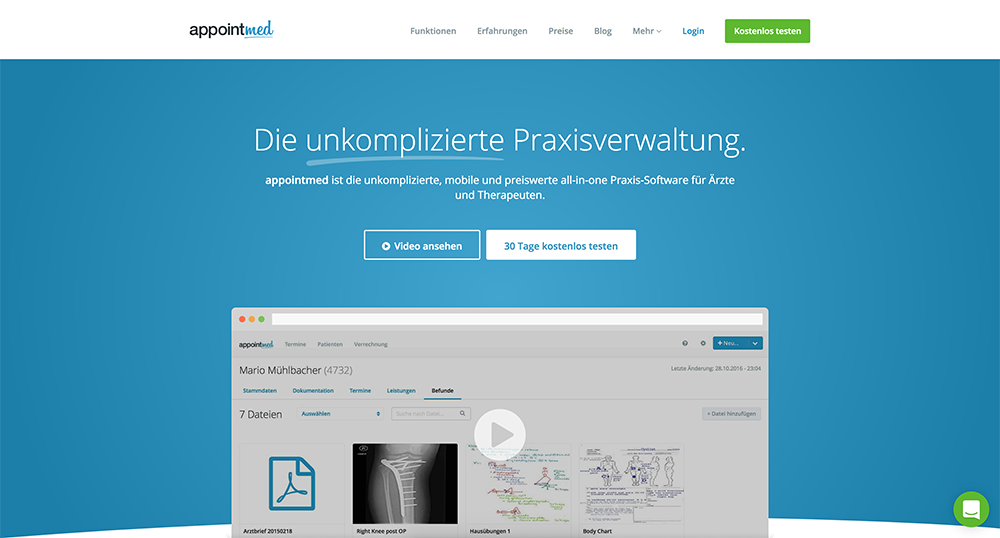 appointmed
Funktionen Erfahrungen Preise Blog Mehr Login Kostenlos testen
Die unkomplizierte Praxisverwaltung.
appointmed ist die unkomplizierte, mobile und preiswerte all-in-one Praxis-Software für Ärzte
und Therapeuten.
Video ansehen 30 Tage kostenlos testen
appointmed Termine Patienten Verrechnung + Neu...
Mario Mühlbacher (4732) Letzte Änderung: 28.10.2016 - 23:04
Stammdaten Dokumentation Termine Leistungen Befunde
7 Dateien Auswählen Suche nach Datei... + Datei hinzufügen
Arztbrief 20150218 Right Knee post OP Hausübungen 1 Body Chart